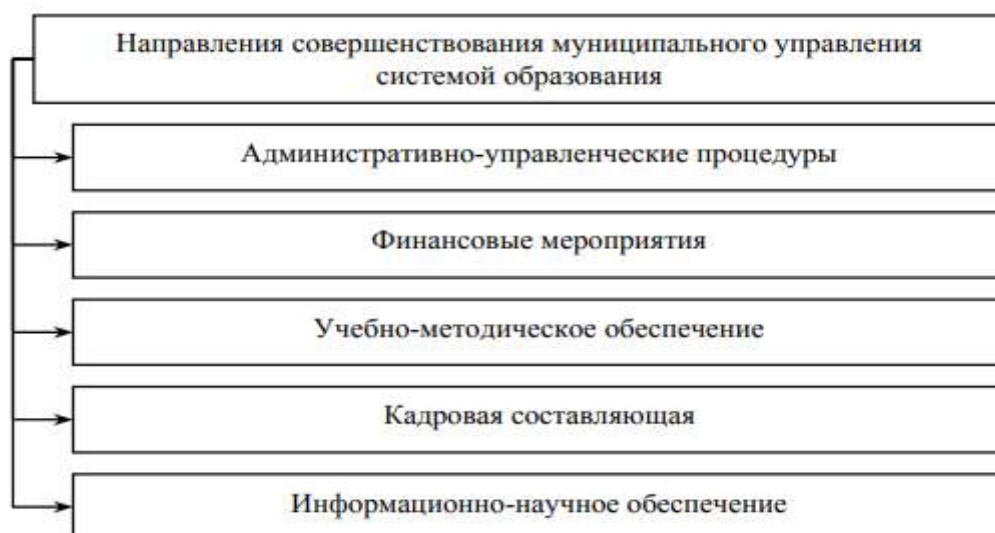 Направления совершенствования муниципального управления
системой образования
Административно-управленческие процедуры
Финансовые мероприятия
Учебно-методическое обеспечение
Кадровая составляющая
Информационно-научное обеспечение